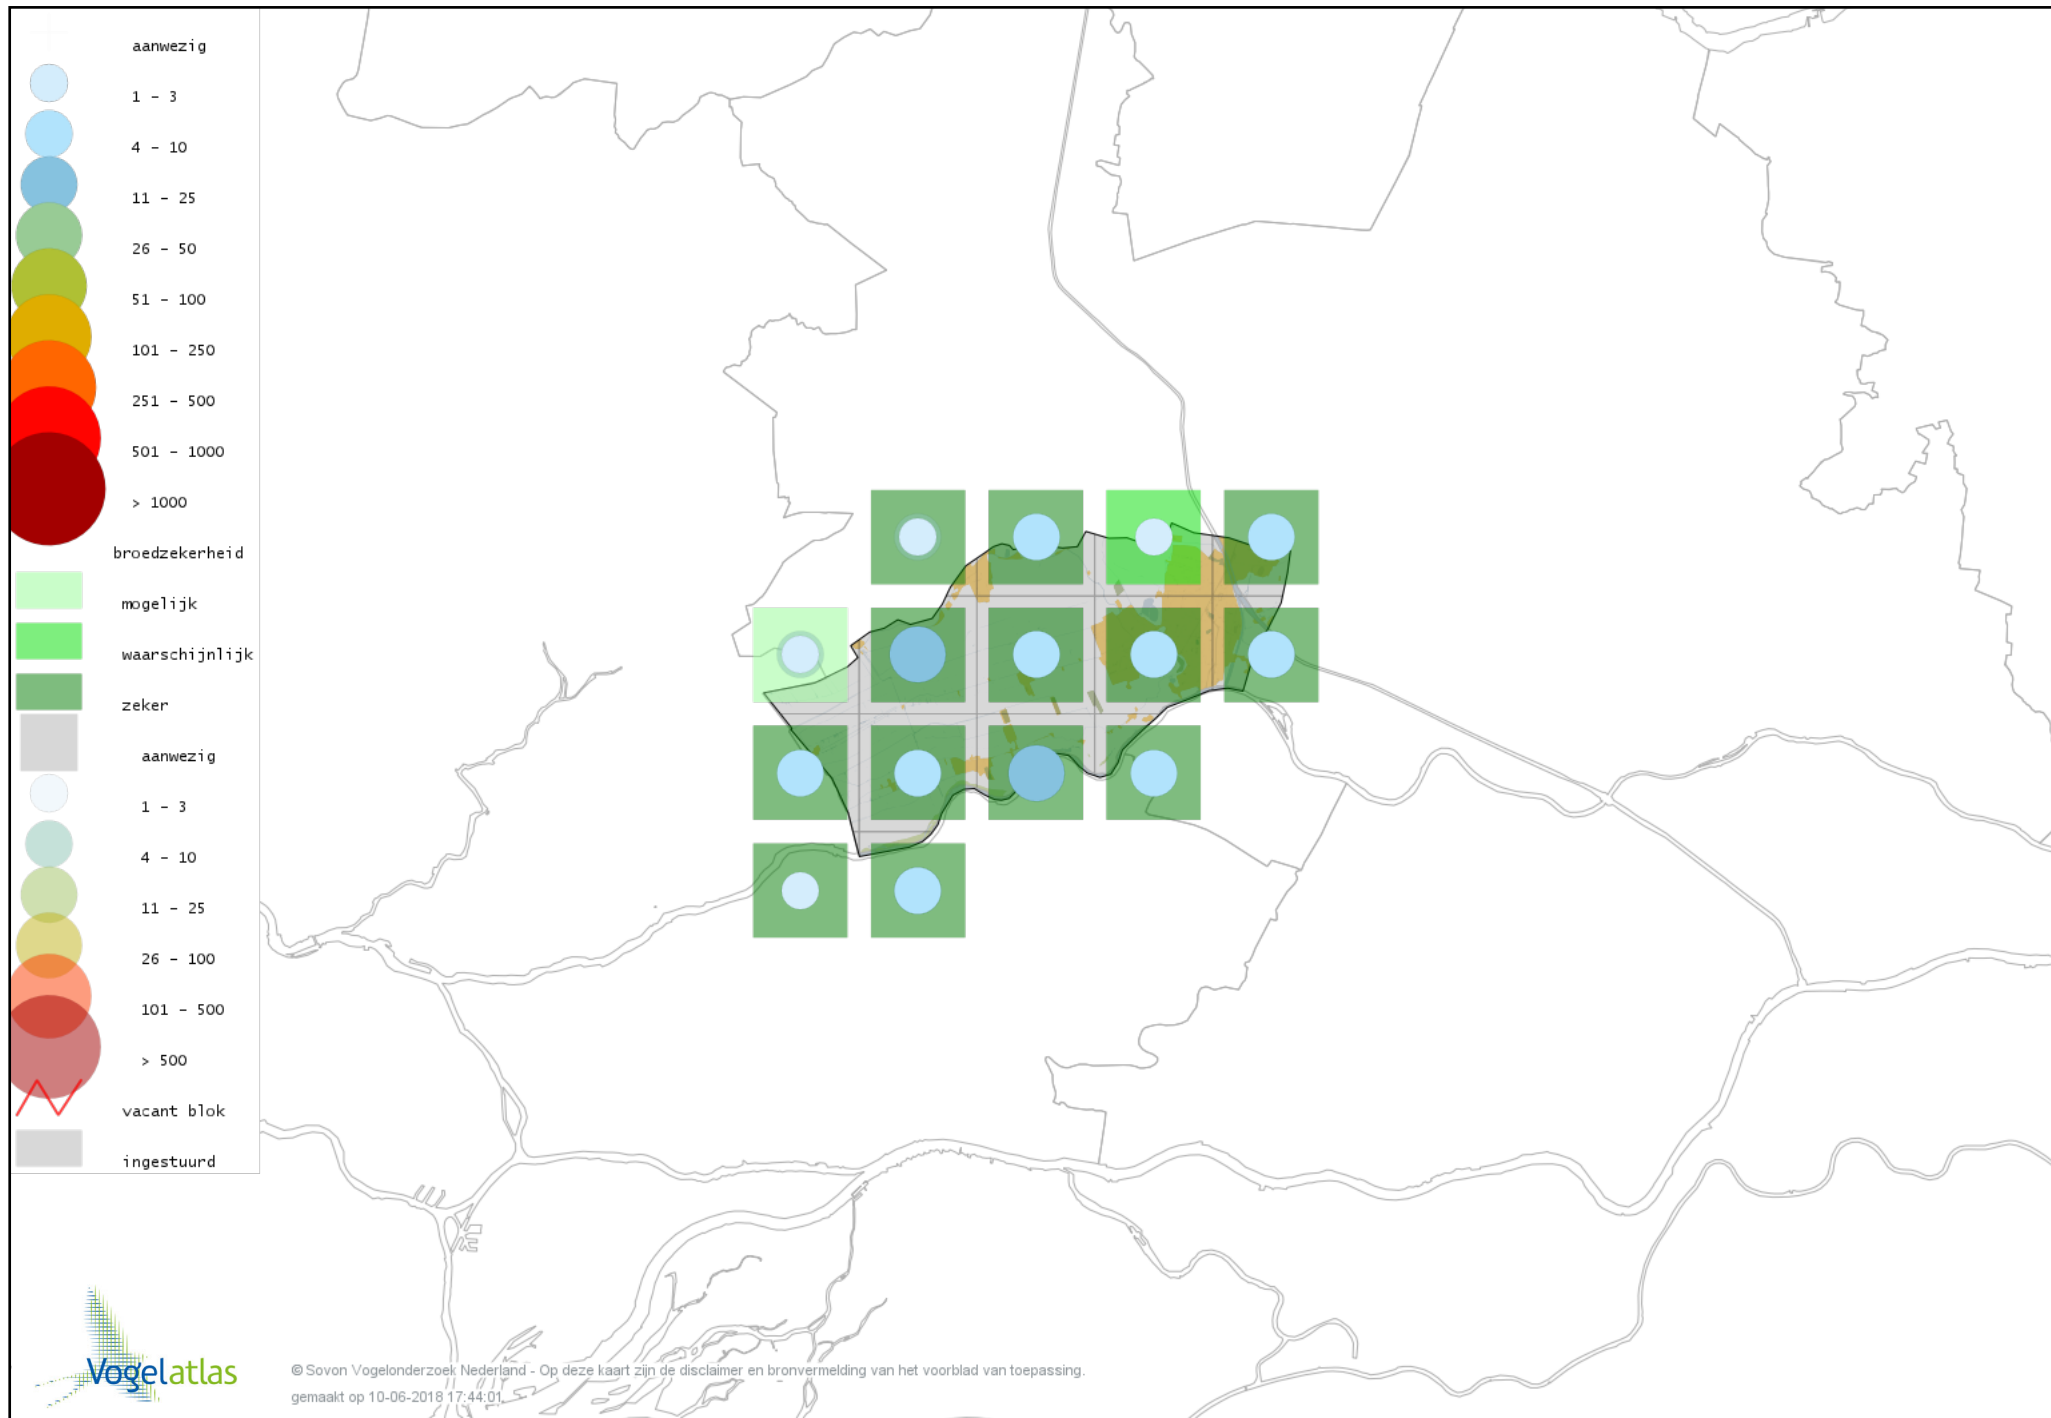 aanwezig
1 - 3
4 - 10
11 - 25
26 - 50
51 - 100
101 - 250
251 - 500
501 - 1000
> 1000
broedzekerheid
mogelijk
waarschijnlijk
zeker
aanwezig
1 - 3
4 - 10
11 - 25
26 - 100
101 - 500
> 500
vacant blok
ingestuurd
Vogelatlas
© Sovon Vogelonderzoek Nederland - Op deze kaart zijn de disclaimer en bronvermelding van het voorblad van toepassing.
gemaakt op 10-06-2018 17:44:01